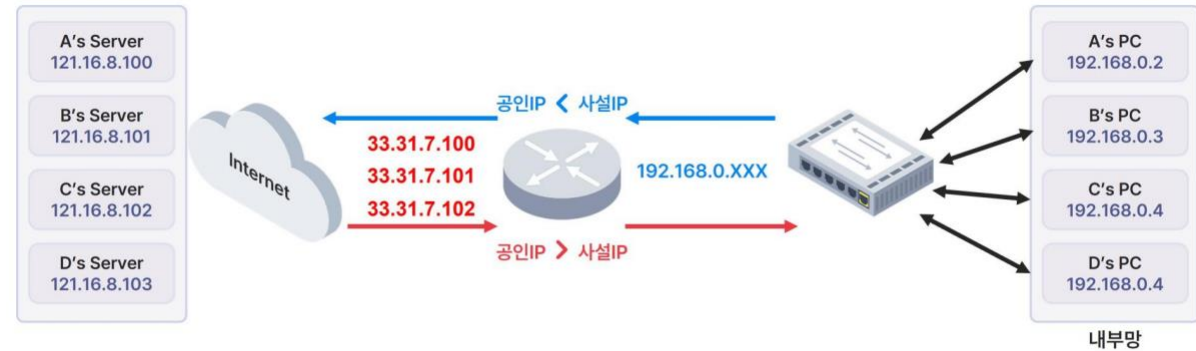 A's Server
121.16.8.100
B's Server
121.16.8.101
C's Server
121.16.8.102
D's Server
121.16.8.103
Internet
공인IP < 사설IP
33.31.7.100
33.31.7.101
33.31.7.102
192.168.0.XXX
공인IP > 사설IP
A's PC
192.168.0.2
B's PC
192.168.0.3
C's PC
192.168.0.4
D's PC
192.168.0.4
내부망